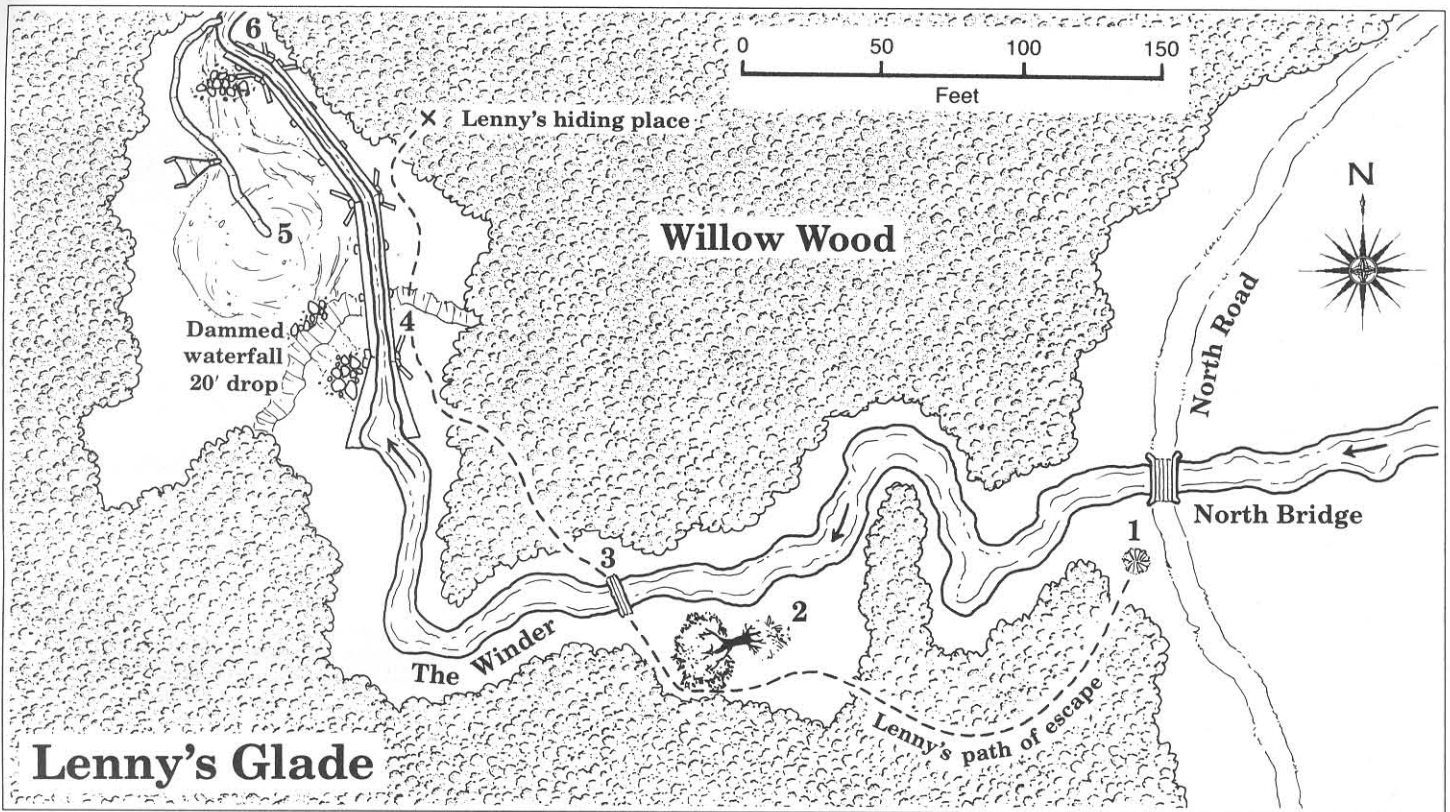 6
0 50 100 150
Feet
Lenny's hiding place
N
Willow Wood
5
North Road
Dammed
waterfall
20' drop
4
North Bridge
1
3
2
The Winder
Lenny's path of escape
Lenny's Glade